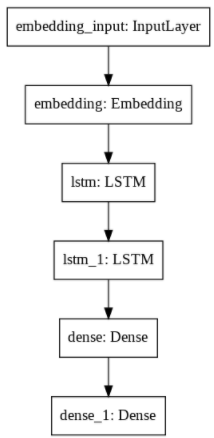 embedding_input: InputLayer
embedding: Embedding
lstm: LSTM
lstm_1: LSTM
dense: Dense
dense_1: Dense